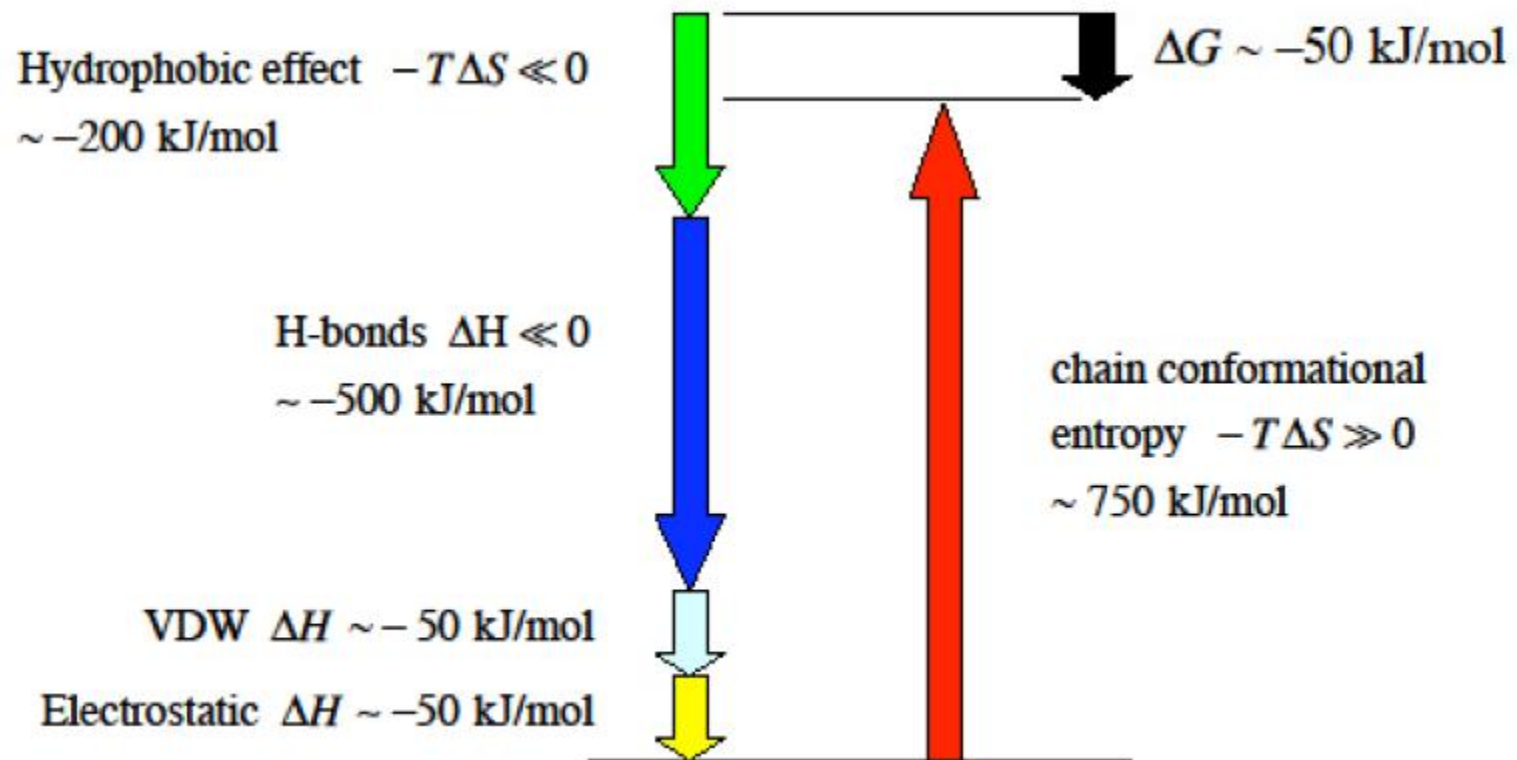 Hydrophobic effect  − TΔS ≪ 0
~ −200 kJ/mol
ΔG ~ −50 kJ/mol
H-bonds ΔH ≪ 0
~ −500 kJ/mol
chain conformational
entropy  − TΔS ≫ 0
~ 750 kJ/mol
VDW ΔH ~ − 50 kJ/mol
Electrostatic ΔH ~ −50 kJ/mol